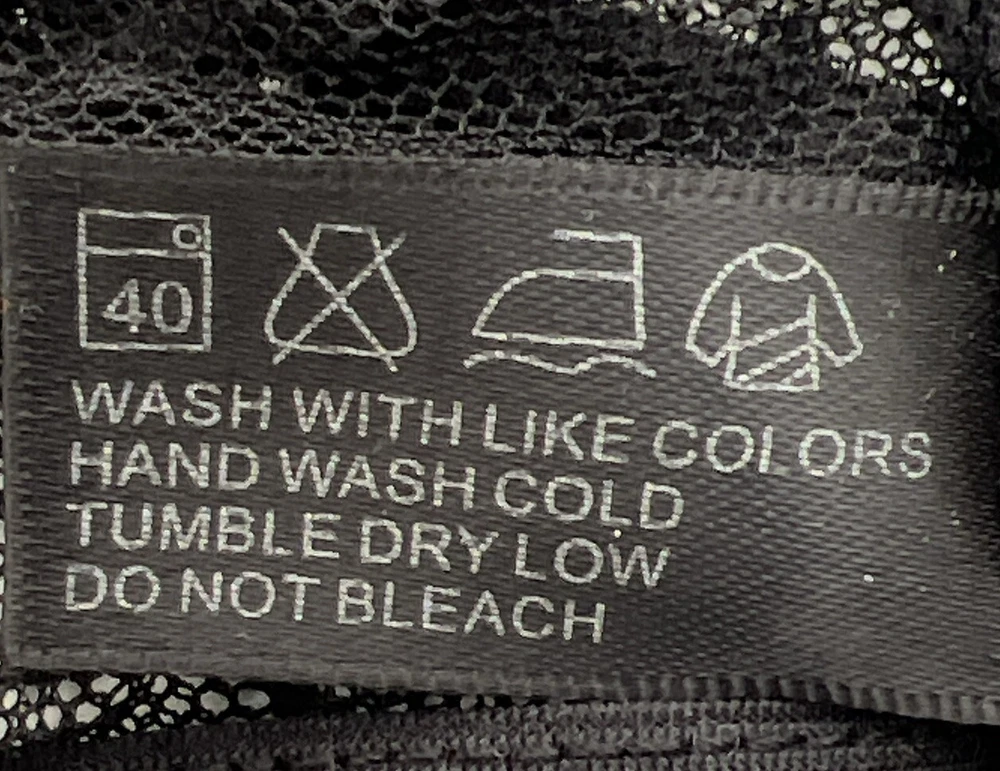 40
WASH WITH LIKE COLORS
HAND WASH COLD
TUMBLE DRY LOW
DO NOT BLEACH